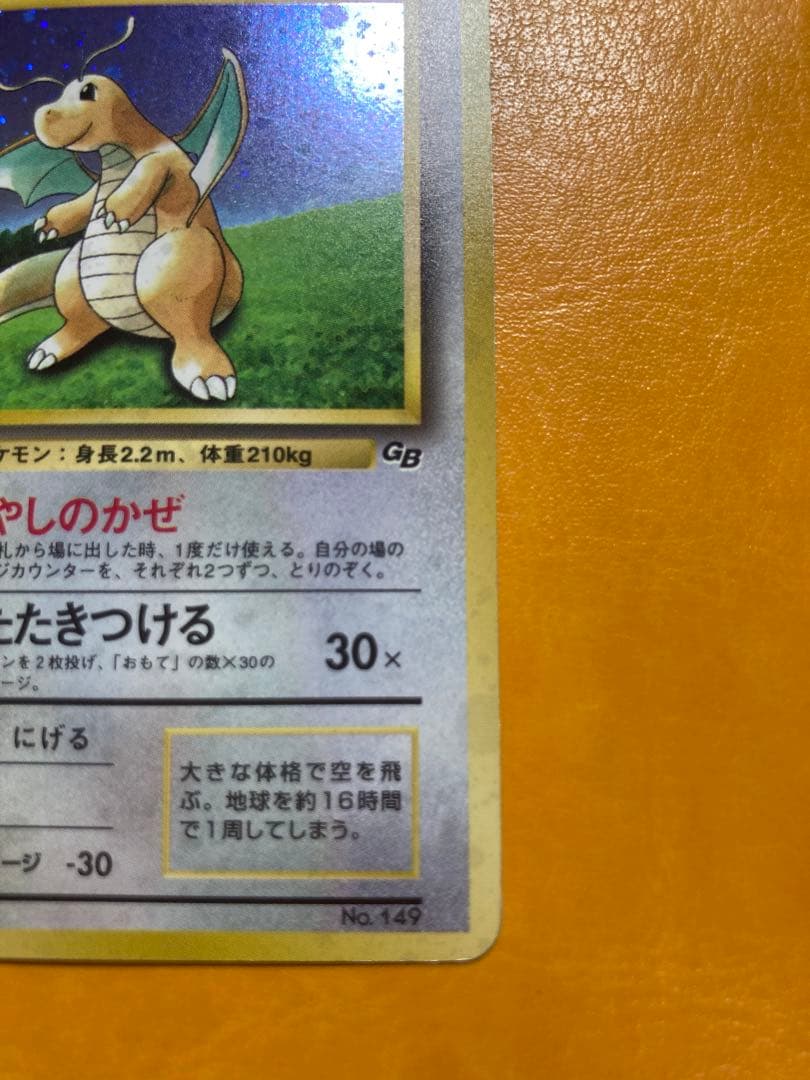 ケモン：身長2.2m、体重210kg GB
やしのかぜ
札から場に出した時、1度だけ使える。自分の場の
ジカウンターを、それぞれ2つずつ、とりのぞく。
たたきつける 30×
ンを2枚投げ、「おもて」の数×30の
ージ。
にげる
大きな体格で空を飛
ぶ。地球を約16時間
で1周してしまう。
ージ -30
No. 149